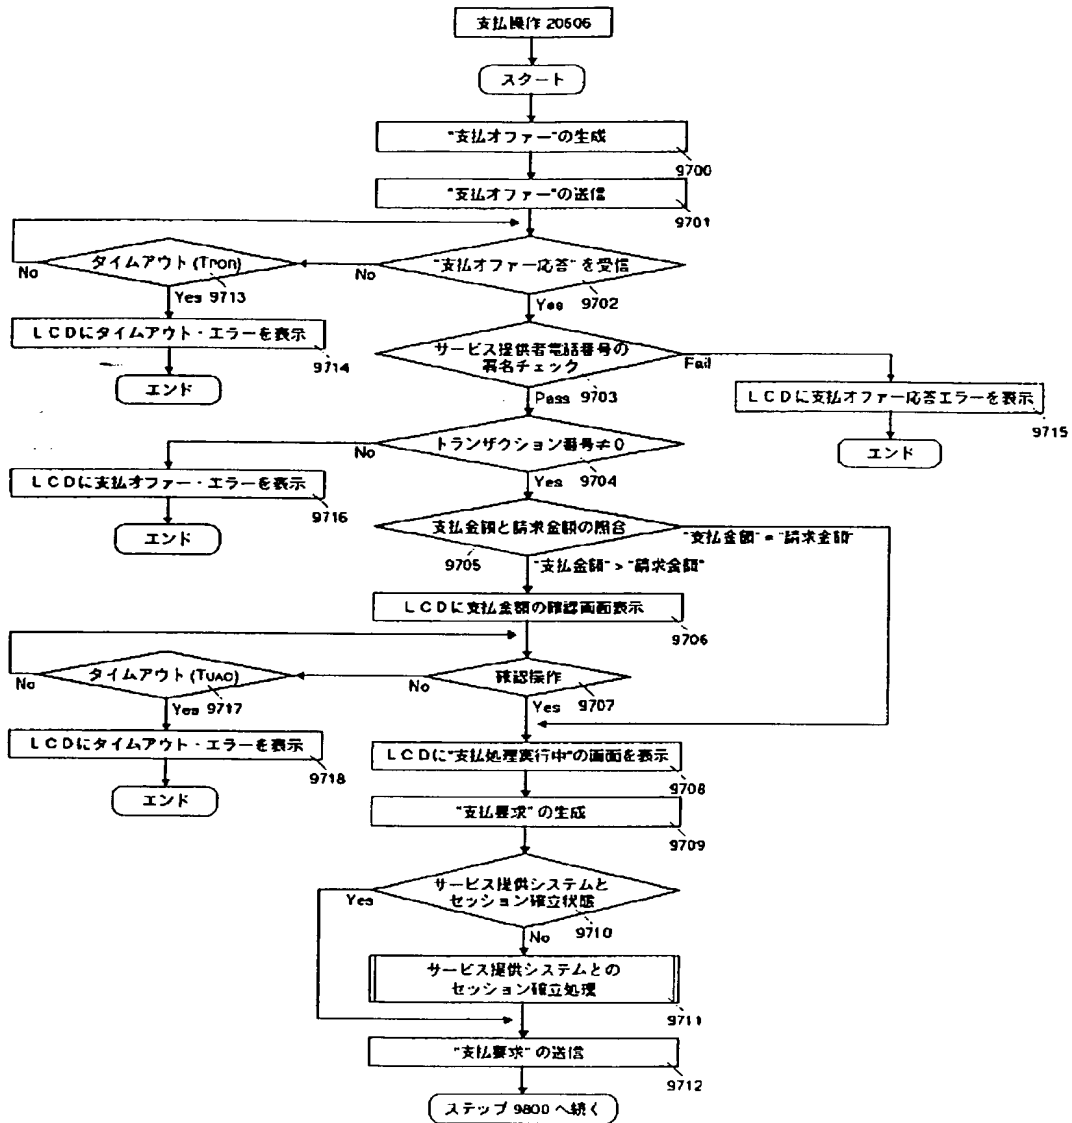 支払操作 20606
スタート
"支払オファー"の生成
9700
"支払オファー"の送信
9701
"支払オファー応答" を受信
9702
No
Yes
タイムアウト (TPOR)
9713
No
Yes
LCDにタイムアウト・エラーを表示
9714
エンド
サービス提供者電話番号の
署名チェック
9703
Fail
Pass
LCDに支払オファー応答エラーを表示
9715
エンド
トランザクション番号≠0
9704
No
Yes
LCDに支払オファー・エラーを表示
9716
エンド
支払金額と請求金額の照合
9705
"支払金額" = "請求金額"
"支払金額" > "請求金額"
LCDに支払金額の確認画面表示
9706
確認操作
9707
No
Yes
タイムアウト (TUAC)
9717
No
Yes
LCDにタイムアウト・エラーを表示
9718
エンド
LCDに"支払処理実行中"の画面を表示
9708
"支払要求" の生成
9709
サービス提供システムと
セッション確立状態
9710
Yes
No
サービス提供システムとの
セッション確立処理
9711
"支払要求" の送信
9712
ステップ 9800 へ続く